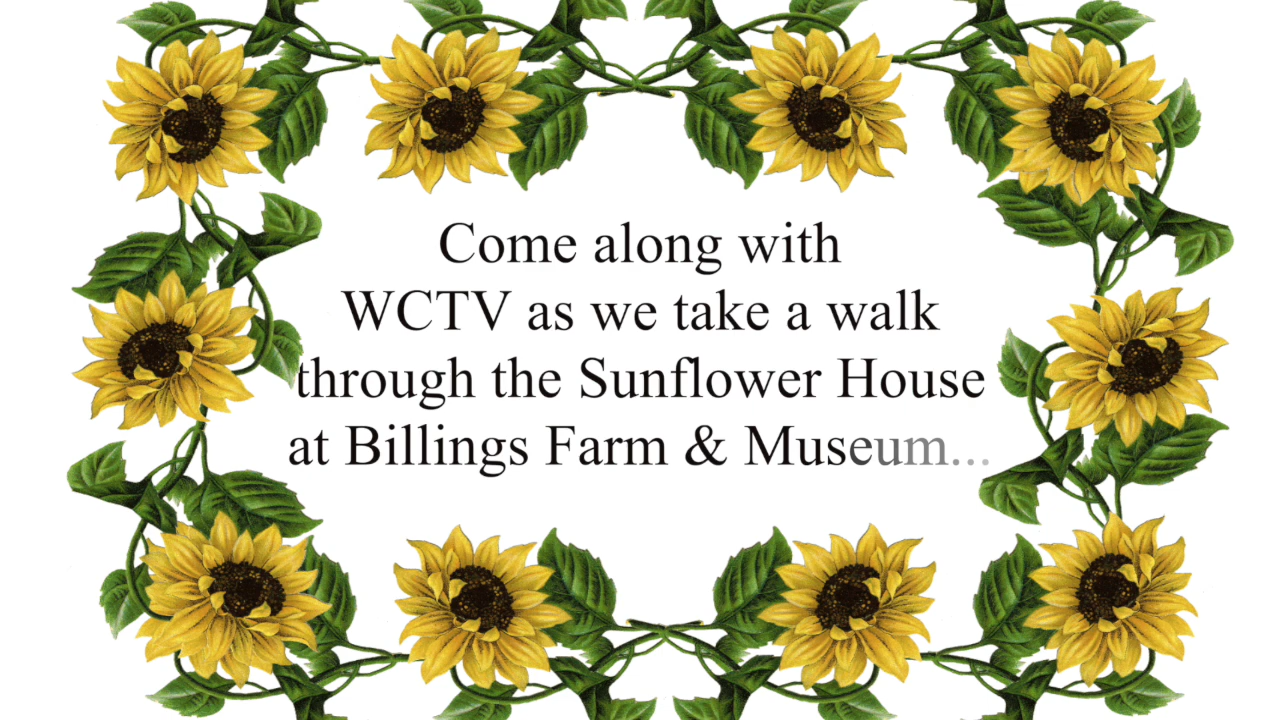 Come along with
WCTV as we take a walk
through the Sunflower House
at Billings Farm & Museum...